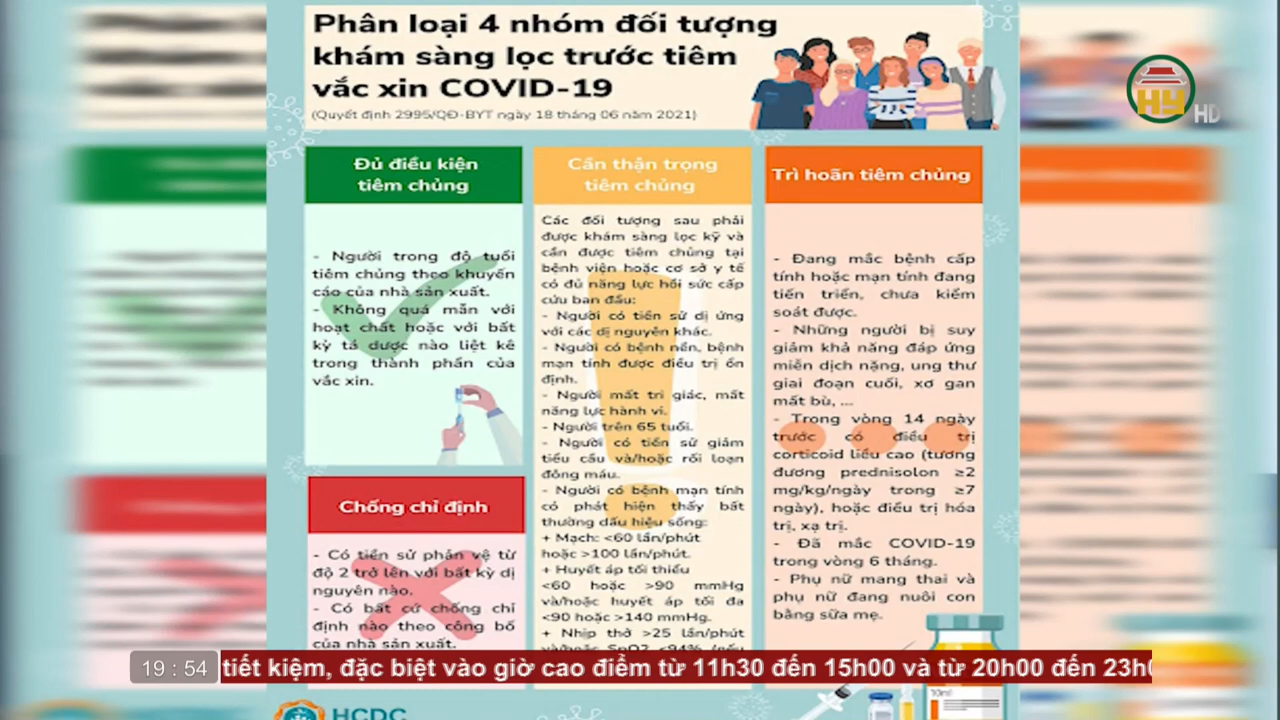 Phân loại 4 nhóm đối tượng
khám sàng lọc trước tiêm
vắc xin COVID-19
(Quyết định 2995/QĐ-BYT ngày 18 tháng 06 năm 2021)
HY
HD
Đủ điều kiện
tiêm chủng
- Người trong độ tuổi
tiêm chủng theo khuyến
cáo của nhà sản xuất.
- Không quá mẫn với
hoạt chất hoặc với bất
kỳ tá dược nào liệt kê
trong thành phần của
vắc xin.
Chống chỉ định
- Có tiền sử phản vệ từ
độ 2 trở lên với bất kỳ dị
nguyên nào.
- Có bất cứ chống chỉ
định nào theo công bố
của nhà sản xuất.
Cần thận trọng
tiêm chủng
Các đối tượng sau phải
được khám sàng lọc kỹ và
cần được tiêm chủng tại
bệnh viện hoặc cơ sở y tế
có đủ năng lực hồi sức cấp
cứu ban đầu:
- Người có tiền sử dị ứng
với các dị nguyên khác.
- Người có bệnh nền, bệnh
mạn tính được điều trị ổn
định.
- Người mất tri giác, mất
năng lực hành vi.
- Người trên 65 tuổi.
- Người có tiền sử giảm
tiểu cầu và/hoặc rối loạn
đông máu.
- Người có bệnh mạn tính
có phát hiện thấy bất
thường dấu hiệu sống:
+ Mạch: <60 lần/phút
hoặc >100 lần/phút.
+ Huyết áp tối thiểu
<60 hoặc >90 mmHg
và/hoặc huyết áp tối đa
<90 hoặc >140 mmHg.
+ Nhịp thở >25 lần/phút
và/hoặc SpO2 <94% (nếu
Trì hoãn tiêm chủng
- Đang mắc bệnh cấp
tính hoặc mạn tính đang
tiến triển, chưa kiểm
soát được.
- Những người bị suy
giảm khả năng đáp ứng
miễn dịch nặng, ung thư
giai đoạn cuối, xơ gan
mất bù, ...
- Trong vòng 14 ngày
trước có điều trị
corticoid liều cao (tương
đương prednisolon ≥2
mg/kg/ngày trong ≥7
ngày), hoặc điều trị hóa
trị, xạ trị.
- Đã mắc COVID-19
trong vòng 6 tháng.
- Phụ nữ mang thai và
phụ nữ đang nuôi con
bằng sữa mẹ.
19 : 54
tiết kiệm, đặc biệt vào giờ cao điểm từ 11h30 đến 15h00 và từ 20h00 đến 23h0
HCDC
10ml